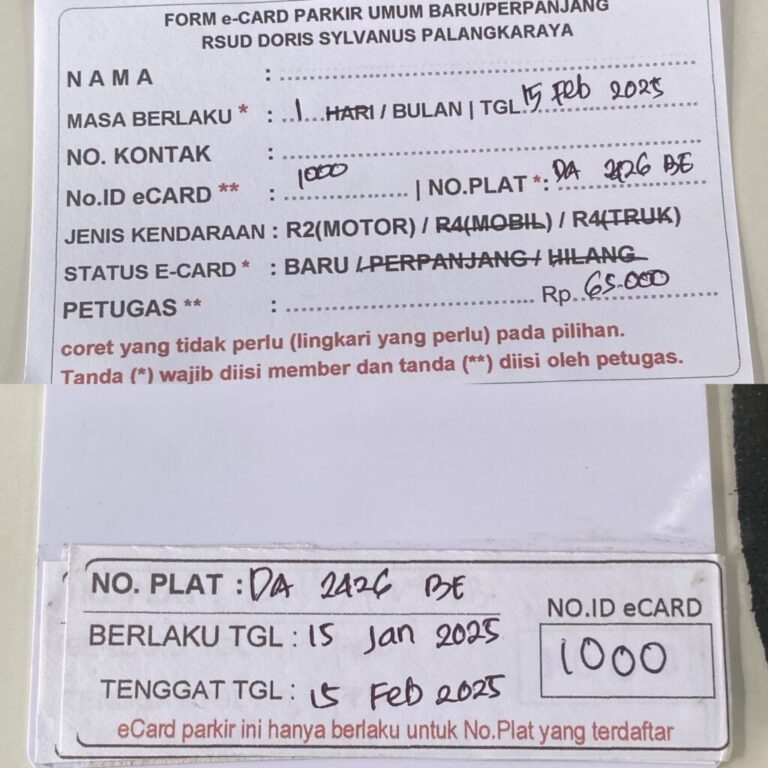 FORM e-CARD PARKIR UMUM BARU/PERPANJANG
RSUD DORIS SYLVANUS PALANGKARAYA
NAMA :
MASA BERLAKU * : 1 HARI / BULAN | TGL 15 Feb 2025
NO. KONTAK :
No.ID eCARD ** : 1000 | NO.PLAT *: DA 2426 BE
JENIS KENDARAAN : R2(MOTOR) / R4(MOBIL) / R4(TRUK)
STATUS E-CARD * : BARU / PERPANJANG / HILANG
PETUGAS ** : Rp. 65.000
coret yang tidak perlu (lingkari yang perlu) pada pilihan.
Tanda (*) wajib diisi member dan tanda (**) diisi oleh petugas.
NO. PLAT : DA 2426 BE
NO.ID eCARD
BERLAKU TGL : 15 Jan 2025
1000
TENGGAT TGL : 15 Feb 2025
eCard parkir ini hanya berlaku untuk No.Plat yang terdaftar